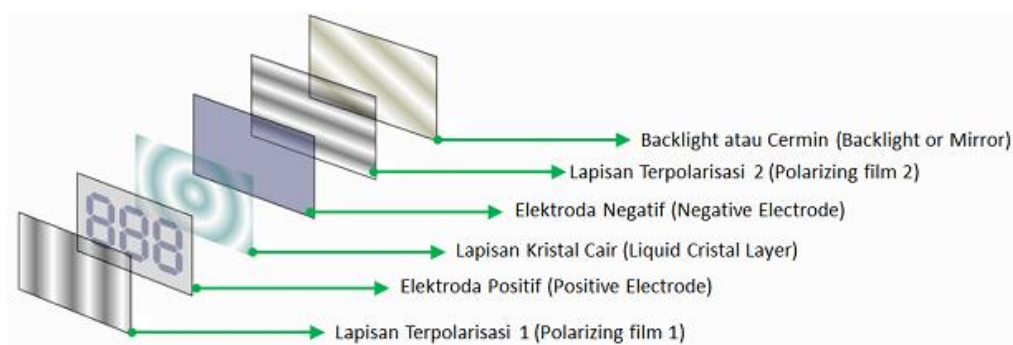 Backlight atau Cermin (Backlight or Mirror)
Lapisan Terpolarisasi 2 (Polarizing film 2)
Elektroda Negatif (Negative Electrode)
Lapisan Kristal Cair (Liquid Cristal Layer)
888
Elektroda Positif (Positive Electrode)
Lapisan Terpolarisasi 1 (Polarizing film 1)